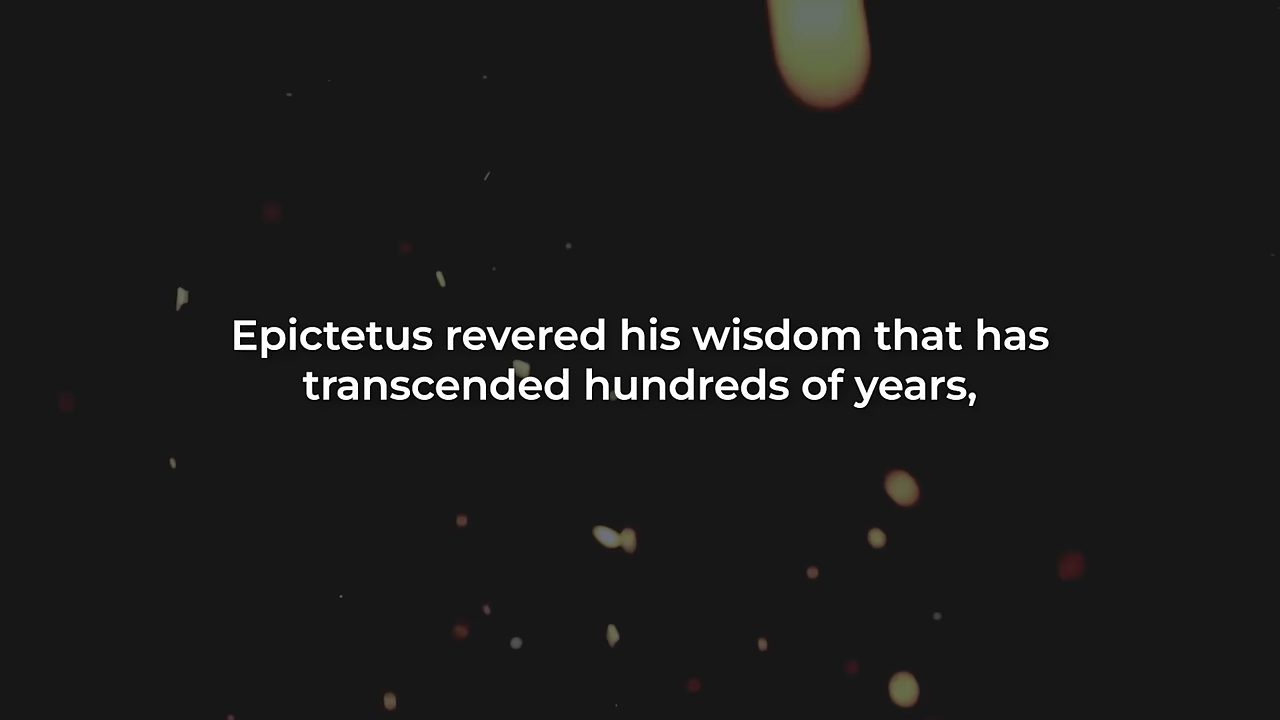 Epictetus revered his wisdom that has
transcended hundreds of years,